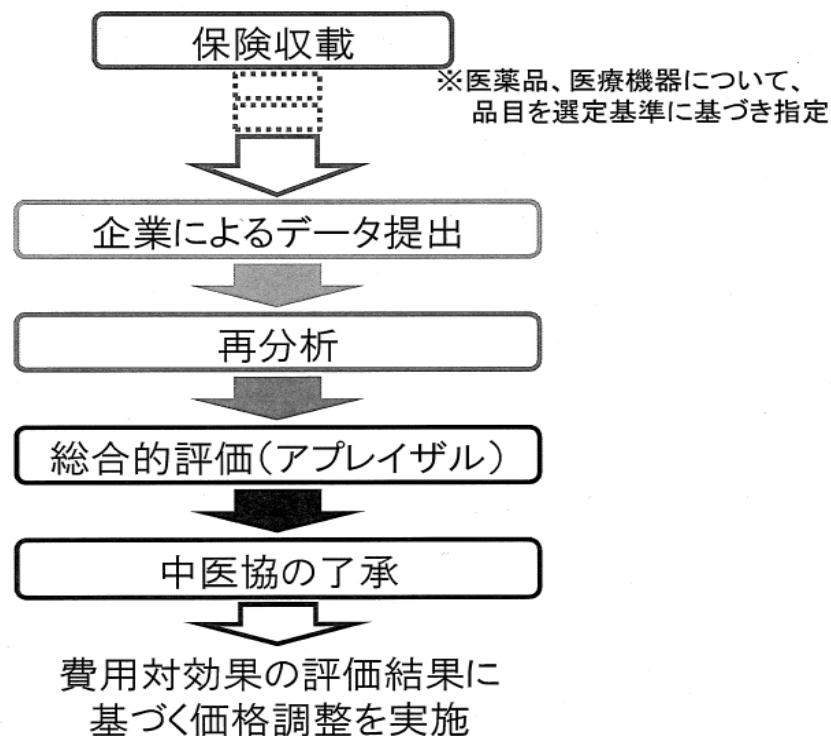 保険収載
※医薬品、医療機器について、
品目を選定基準に基づき指定
企業によるデータ提出
再分析
総合的評価(アプレイザル)
中医協の了承
費用対効果の評価結果に
基づく価格調整を実施